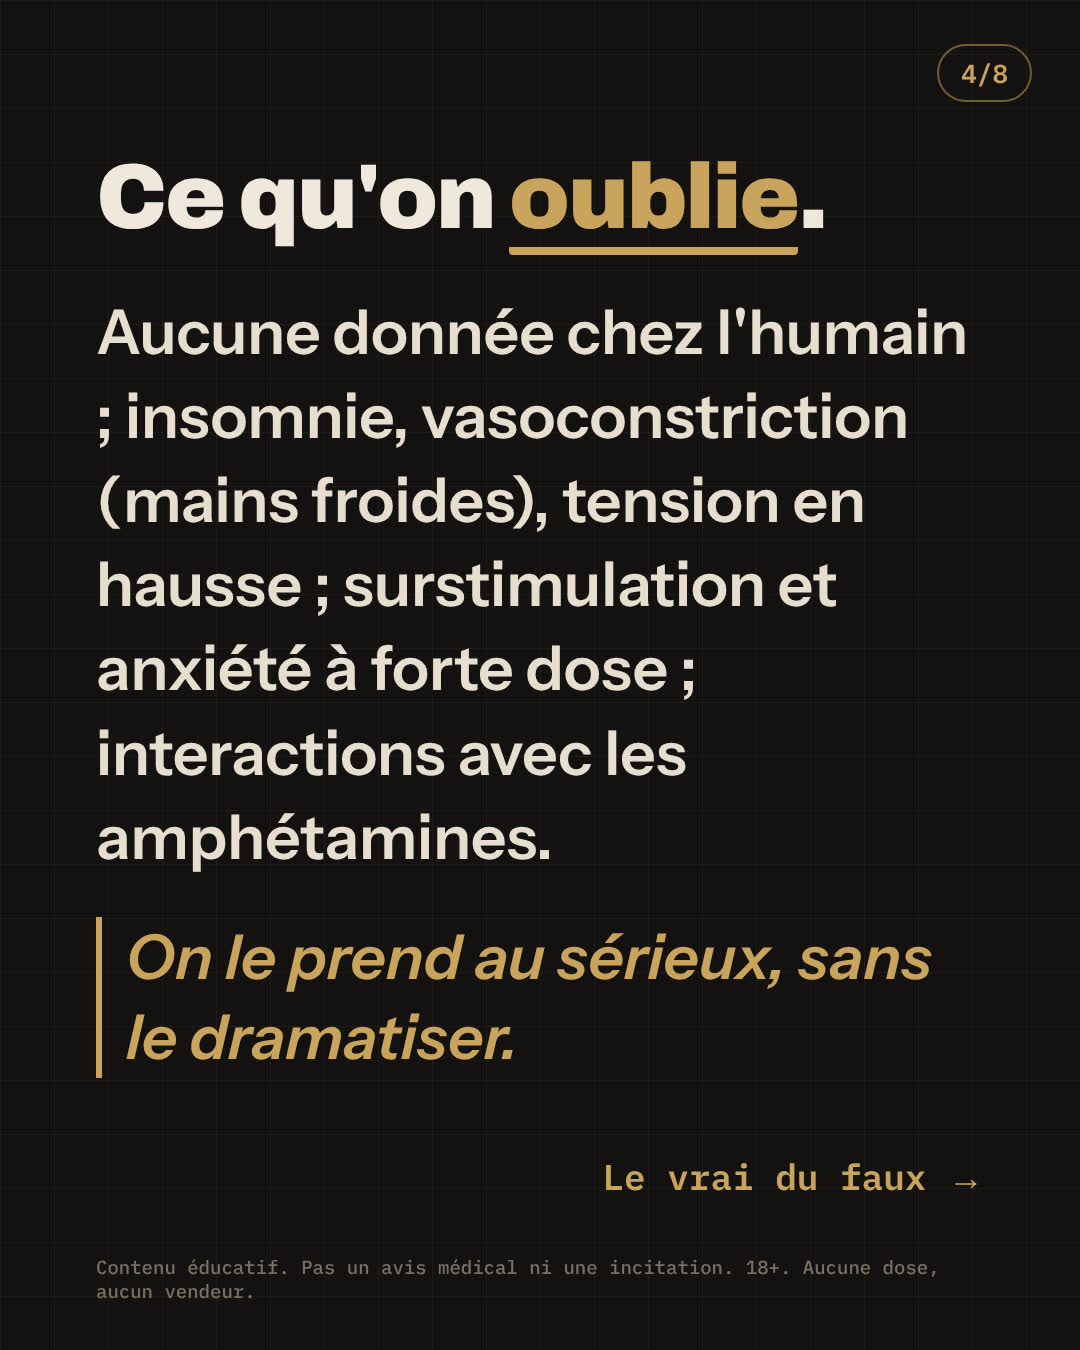 4/8
Ce qu'on oublie.
Aucune donnée chez l'humain
; insomnie, vasoconstriction
(mains froides), tension en
hausse ; surstimulation et
anxiété à forte dose ;
interactions avec les
amphétamines.
On le prend au sérieux, sans
le dramatiser.
Le vrai du faux →
Contenu éducatif. Pas un avis médical ni une incitation. 18+. Aucune dose,
aucun vendeur.